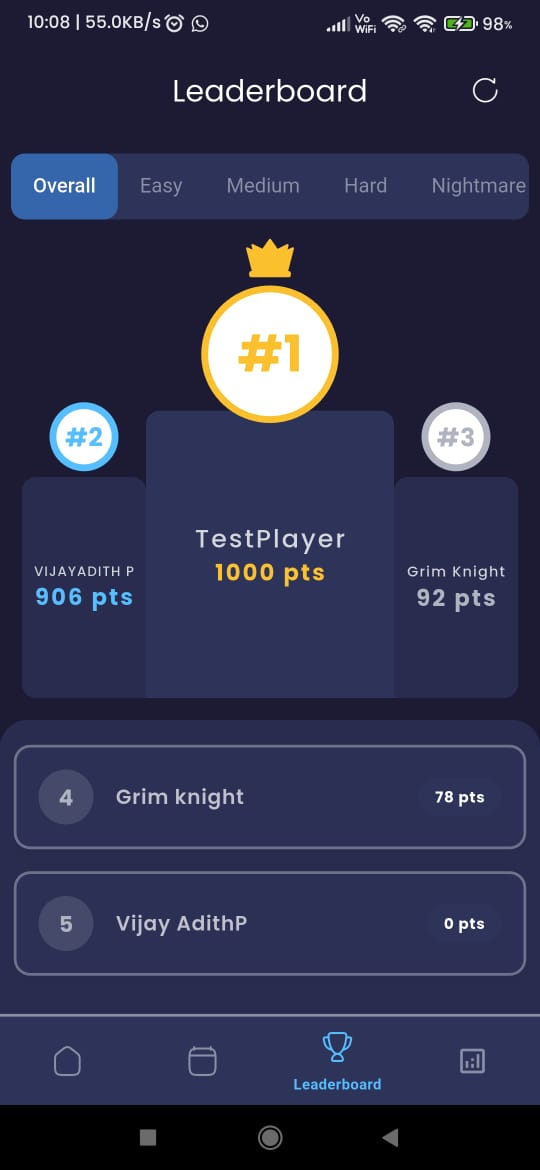 10:08 | 55.0KB/s Vo WiFi 98%
Leaderboard
Overall Easy Medium Hard Nightmare
#1
#2 #3
TestPlayer
1000 pts
VIJAYADITH P
906 pts
Grim Knight
92 pts
4 Grim knight 78 pts
5 Vijay AdithP 0 pts
Leaderboard